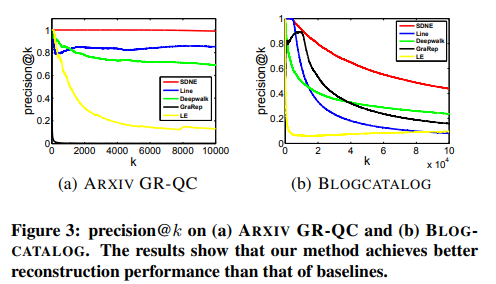 SDNE
Line
Deepwalk
GraRep
LE
precision@k
1
0.8
0.6
0.4
0.2
0
0 2000 4000 6000 8000 10000
k
(a) ARXIV GR-QC
SDNE
Line
Deepwalk
GraRep
LE
precision@k
1
0.8
0.6
0.4
0.2
0
0 2 4 6 8 10
k x 10⁴
(b) BLOGCATALOG
Figure 3: precision@k on (a) ARXIV GR-QC and (b) BLOG-
CATALOG. The results show that our method achieves better
reconstruction performance than that of baselines.